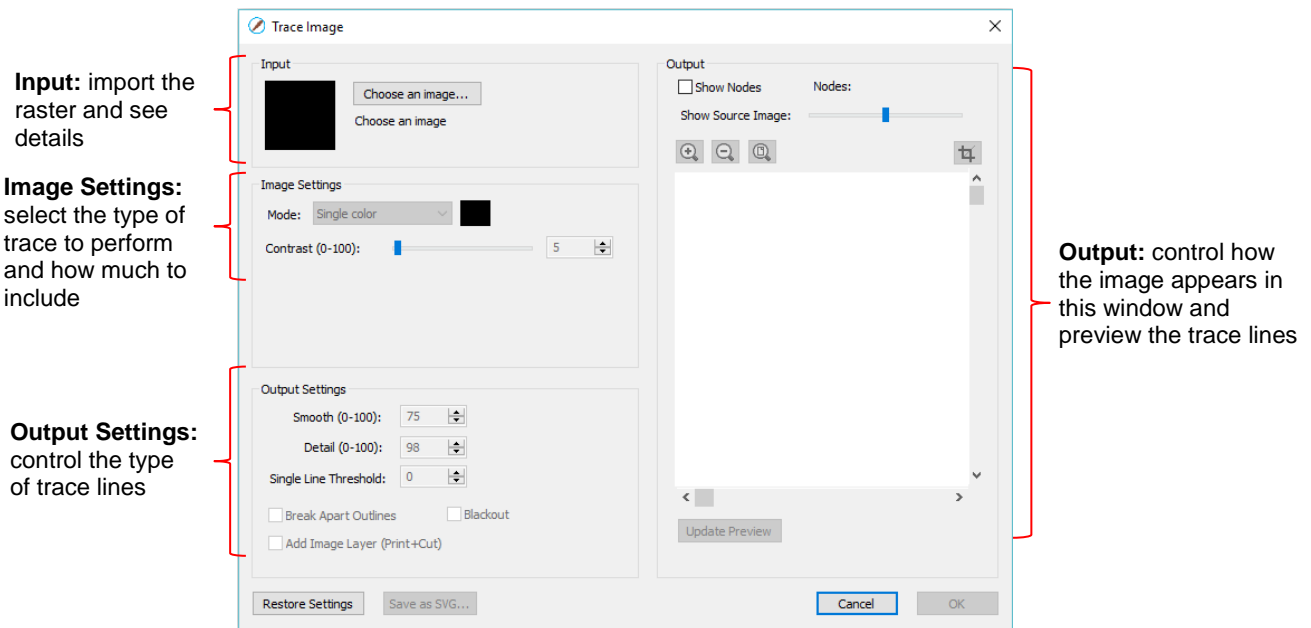 Trace Image
Input: import the
raster and see
details
Image Settings:
select the type of
trace to perform
and how much to
include
Output Settings:
control the type
of trace lines
Input
Choose an image...
Choose an image
Image Settings
Mode: Single color
Contrast (0-100): 5
Output Settings
Smooth (0-100): 75
Detail (0-100): 98
Single Line Threshold: 0
Break Apart Outlines Blackout
Add Image Layer (Print+Cut)
Restore Settings Save as SVG...
Output
Show Nodes Nodes:
Show Source Image:
Update Preview
Cancel OK
Output: control how
the image appears in
this window and
preview the trace lines